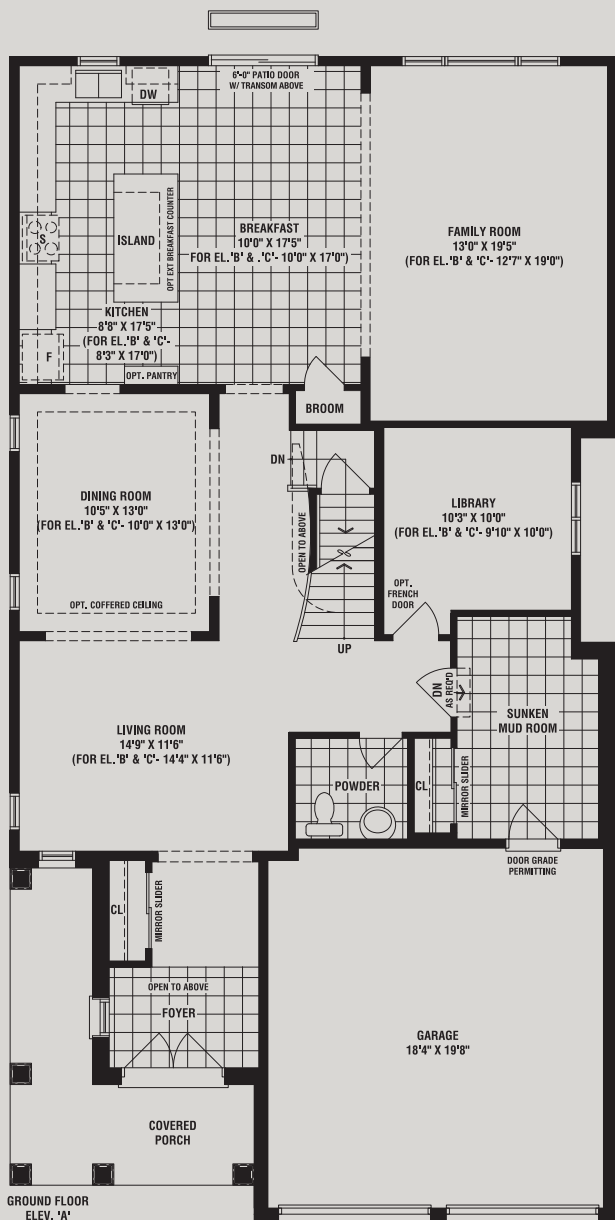 6'-0" PATIO DOOR
W/ TRANSOM ABOVE
DW
S
ISLAND
OPT EXT BREAKFAST COUNTER
BREAKFAST
10'0" X 17'5"
(FOR EL.'B' & .'C'- 10'0" X 17'0")
FAMILY ROOM
13'0" X 19'5"
(FOR EL.'B' & 'C'- 12'7" X 19'0")
KITCHEN
8'8" X 17'5"
(FOR EL.'B' & 'C'-
8'3" X 17'0")
F
OPT. PANTRY
BROOM
DN
DINING ROOM
10'5" X 13'0"
(FOR EL.'B' & 'C'- 10'0" X 13'0")
OPT. COFFERED CEILING
OPEN TO ABOVE
UP
LIBRARY
10'3" X 10'0"
(FOR EL.'B' & 'C'- 9'10" X 10'0")
OPT.
FRENCH
DOOR
DN
AS REQ'D
SUNKEN
MUD ROOM
LIVING ROOM
14'9" X 11'6"
(FOR EL.'B' & 'C'- 14'4" X 11'6")
POWDER
CL
MIRROR SLIDER
DOOR GRADE
PERMITTING
CL
MIRROR SLIDER
OPEN TO ABOVE
FOYER
GARAGE
18'4" X 19'8"
COVERED
PORCH
GROUND FLOOR
ELEV. 'A'